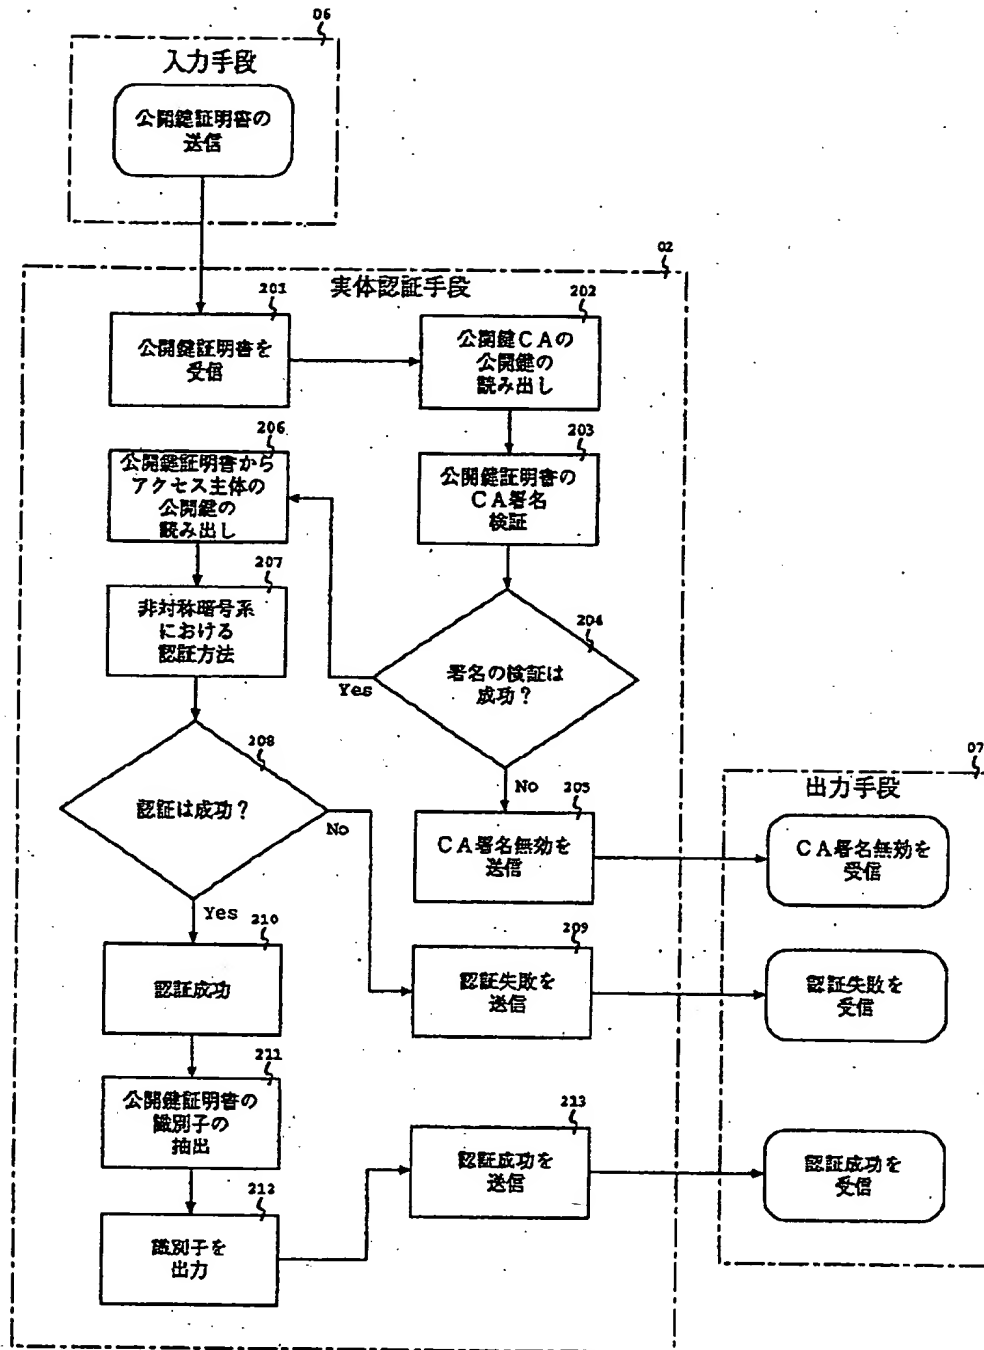 06
入力手段
公開鍵証明書の
送信
02
実体認証手段
201
公開鍵証明書を
受信
202
公開鍵CAの
公開鍵の
読み出し
203
公開鍵証明書の
CA署名
検証
204
署名の検証は
成功?
Yes
No
205
CA署名無効を
送信
206
公開鍵証明書から
アクセス主体の
公開鍵の
読み出し
207
非対称暗号系
における
認証方法
208
認証は成功?
No
Yes
209
認証失敗を
送信
210
認証成功
211
公開鍵証明書の
識別子の
抽出
212
識別子を
出力
213
認証成功を
送信
07
出力手段
CA署名無効を
受信
認証失敗を
受信
認証成功を
受信